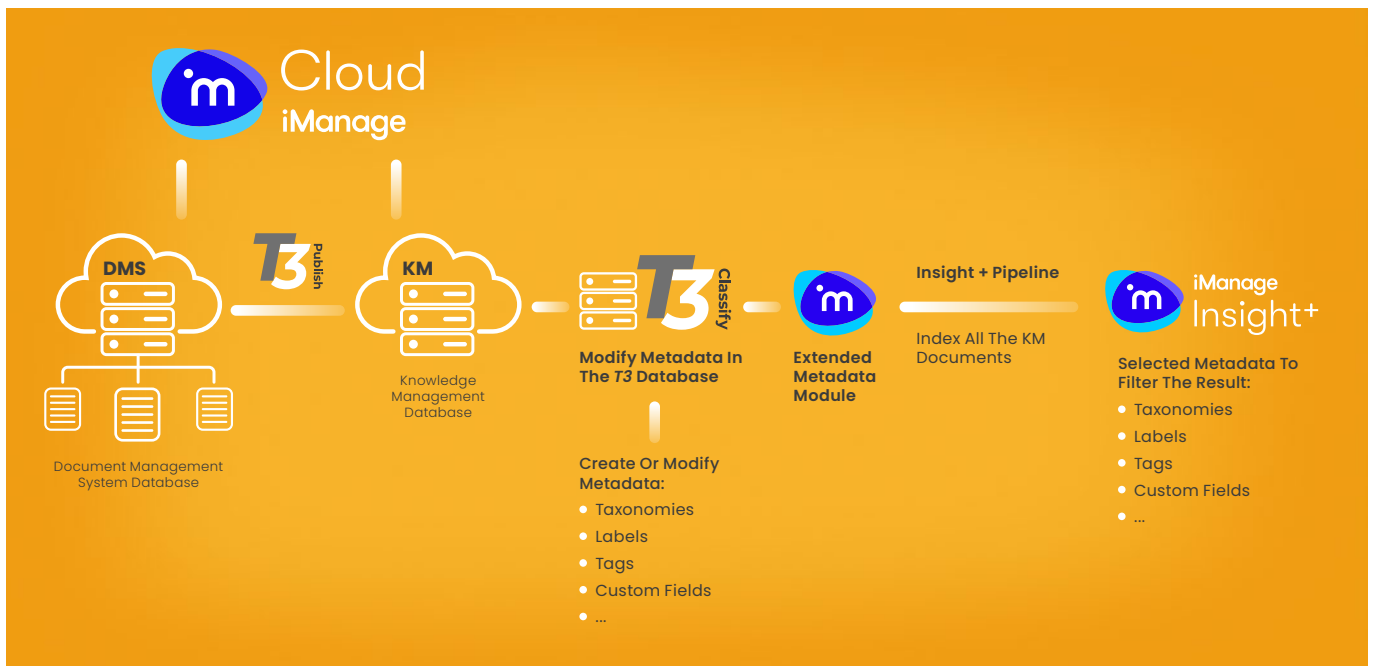 m
Cloud
iManage
DMS
T3
Publish
KM
Document Management
System Database
Knowledge
Management
Database
T3
Classify
Modify Metadata In
The T3 Database
Create Or Modify
Metadata:
Taxonomies
Labels
Tags
Custom Fields
...
m
Extended
Metadata
Module
Insight + Pipeline
Index All The KM
Documents
m
iManage
Insight+
Selected Metadata To
Filter The Result:
Taxonomies
Labels
Tags
Custom Fields
...